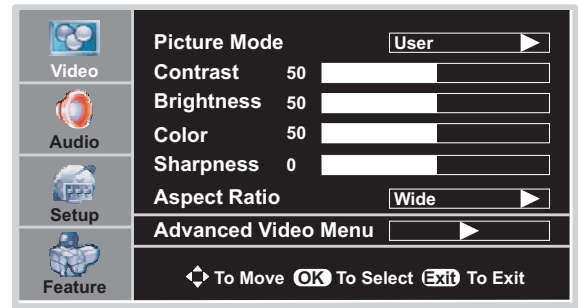 Video
Audio
Setup
Feature
Picture Mode User
Contrast 50
Brightness 50
Color 50
Sharpness 0
Aspect Ratio Wide
Advanced Video Menu
To Move OK To Select Exit To Exit